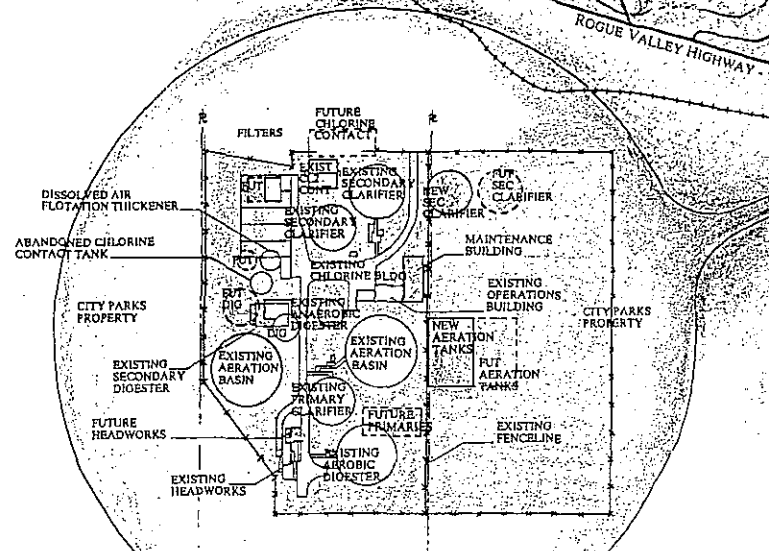 ROGUE VALLEY HIGHWAY
FUTURE
CHLORINE
CONTACT
FILTERS
EXIST
CL2
CONT
FUT
EXISTING
SECONDARY
CLARIFIER
NEW
SEC
CLARIFIER
FUT
SEC
CLARIFIER
DISSOLVED AIR
FLOTATION THICKENER
EXISTING
SECONDARY
CLARIFIER
ABANDONED CHLORINE
CONTACT TANK
MAINTENANCE
BUILDING
FUT
EXISTING
CHLORINE BLDG
EXISTING
OPERATIONS
BUILDING
CITY PARKS
PROPERTY
FUT
DIG
EXISTING
ANAEROBIC
DIGESTER
DIG
CITY PARKS
PROPERTY
NEW
AERATION
TANKS
FUT
AERATION
TANKS
EXISTING
SECONDARY
DIGESTER
EXISTING
AERATION
BASIN
EXISTING
AERATION
BASIN
EXISTING
PRIMARY
CLARIFIER
FUTURE
HEADWORKS
FUTURE
PRIMARIES
EXISTING
FENCELINE
EXISTING
HEADWORKS
EXISTING
AEROBIC
DIGESTER